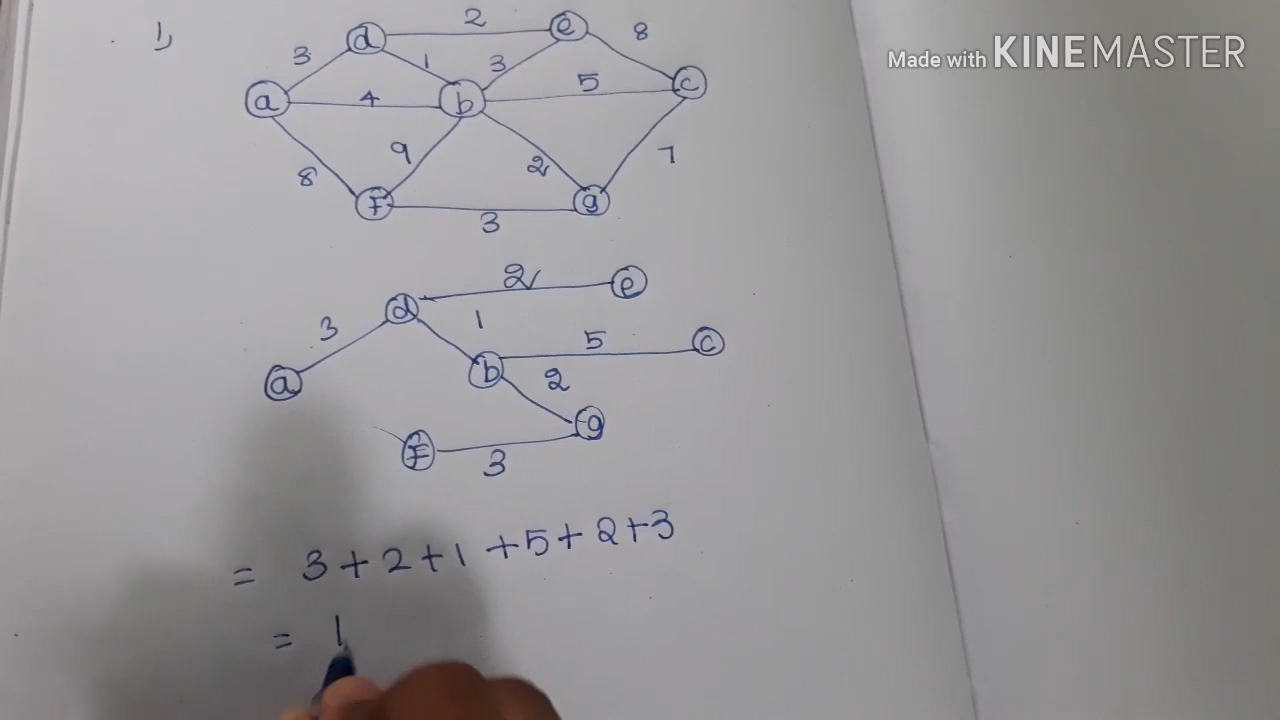 1)
Made with KINEMASTER
d 2 e 8
3 1 3 5 c
a 4 b
8 9 2 7
f 3 g
d 2 e
3 1 5 c
a b 2
f 3 g
= 3+2+1+5+2+3
= 1